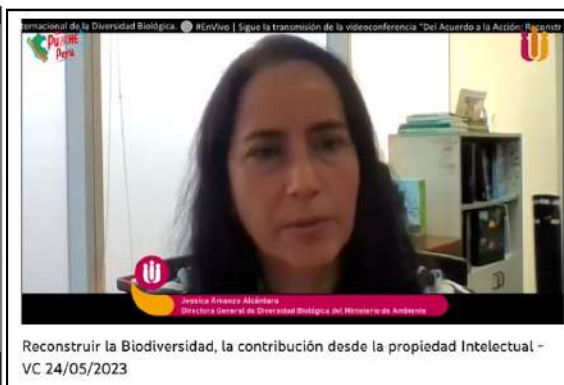 ternacional de la Diversidad Biológica. #EnVivo | Sigue la transmisión de la videoconferencia "Del Acuerdo a la Acción: Reconstr
PUNCHE
Perú
Jessica Amanzo Alcántara
Directora General de Diversidad Biológica del Ministerio de Ambiente
Reconstruir la Biodiversidad, la contribución desde la propiedad Intelectual -
VC 24/05/2023